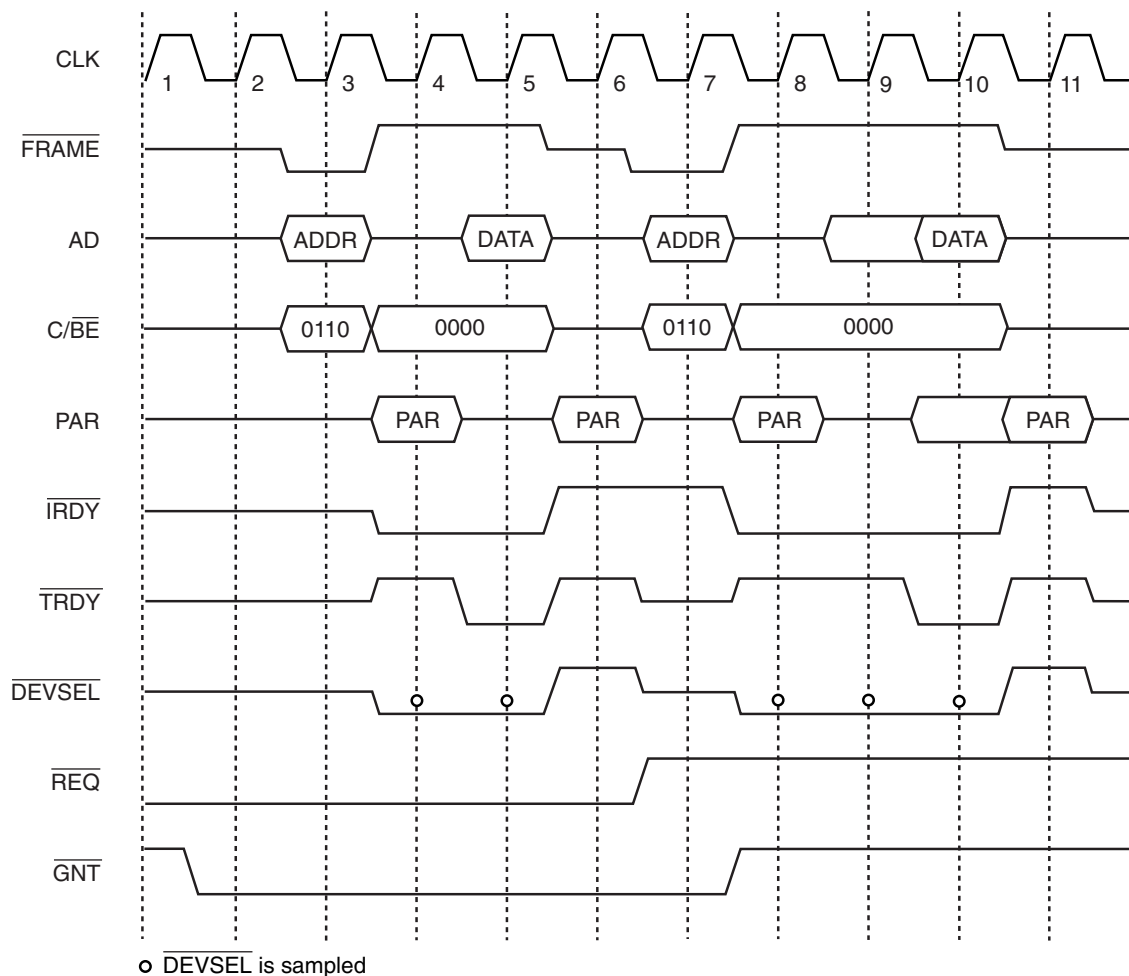 CLK
1 2 3 4 5 6 7 8 9 10 11
FRAME
AD
ADDR DATA ADDR DATA
C/BE
0110 0000 0110 0000
PAR
PAR PAR PAR PAR
IRDY
TRDY
DEVSEL
REQ
GNT
DEVSEL is sampled